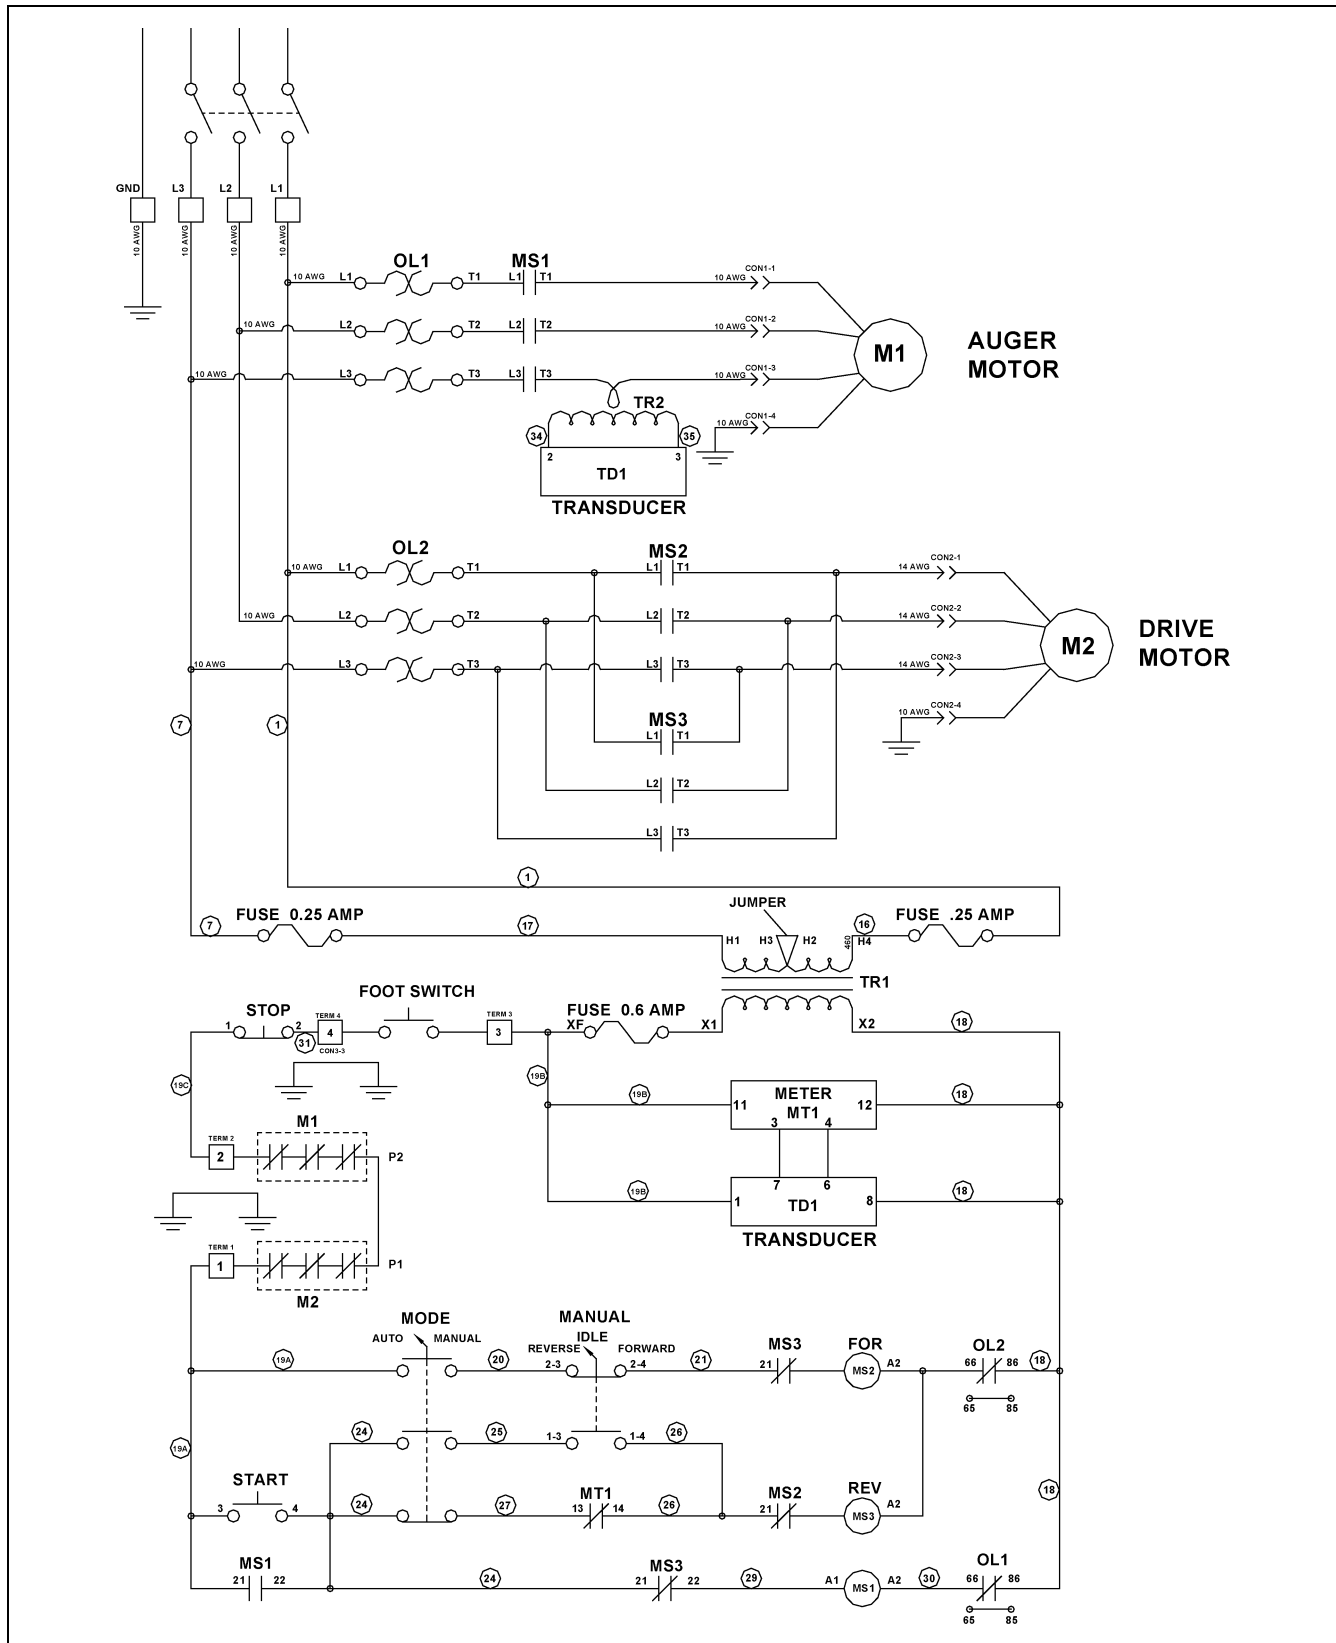 GND L3 L2 L1
10 AWG 10 AWG 10 AWG 10 AWG
OL1 MS1
10 AWG L1 T1 L1 T1 10 AWG CON1-1
10 AWG L2 T2 L2 T2 10 AWG CON1-2
10 AWG L3 T3 L3 T3 10 AWG CON1-3
M1
AUGER
MOTOR
TR2
10 AWG CON1-4
34 35
2 3
TD1
TRANSDUCER
OL2 MS2
10 AWG L1 T1 L1 T1 14 AWG CON2-1
10 AWG L2 T2 L2 T2 14 AWG CON2-2
10 AWG L3 T3 L3 T3 14 AWG CON2-3
M2
DRIVE
MOTOR
10 AWG CON2-4
7 1
MS3
L1 T1
L2 T2
L3 T3
1
JUMPER
7 FUSE 0.25 AMP 17 16 FUSE .25 AMP
H1 H3 H2 460 H4
TR1
FOOT SWITCH
STOP TERM 4 TERM 3 FUSE 0.6 AMP
1 2 4 3 XF X1 X2 18
31 CON3-3
19C 19B
19B METER 18
11 MT1 12
3 4
M1
TERM 2
2 P2
7 6
19B 1 TD1 8 18
TRANSDUCER
TERM 1
1 P1
M2
MODE MANUAL
AUTO MANUAL IDLE
REVERSE FORWARD MS3 FOR OL2
19A 20 2-3 2-4 21 21 MS2 A2 66 86 18
65 85
19A 24 25 1-3 1-4 26
START MT1 MS2 REV 18
3 4 24 27 13 14 26 21 MS3 A2
MS1 MS3 OL1
21 22 24 21 22 29 A1 MS1 A2 30 66 86
65 85